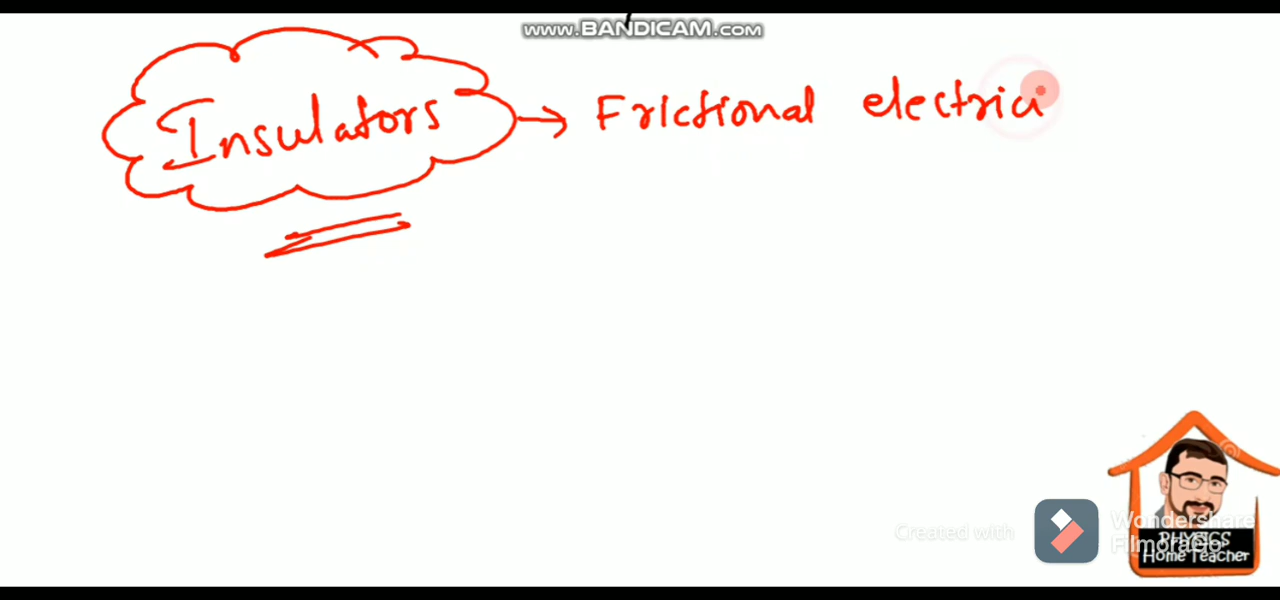 www.BANDICAM.com
Insulators → Frictional electric
Created with
Wondershare
Filmora
PHYSICS
Home Teacher